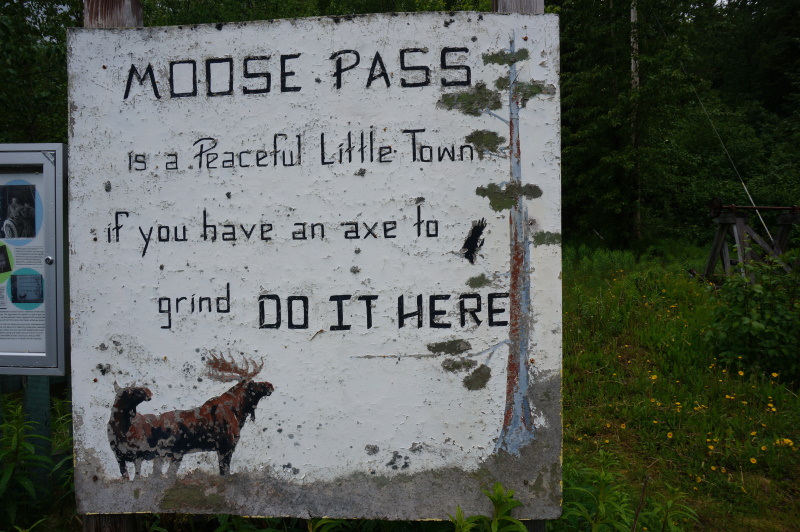 MOOSE PASS
is a Peaceful Little Town
if you have an axe to
grind DO IT HERE